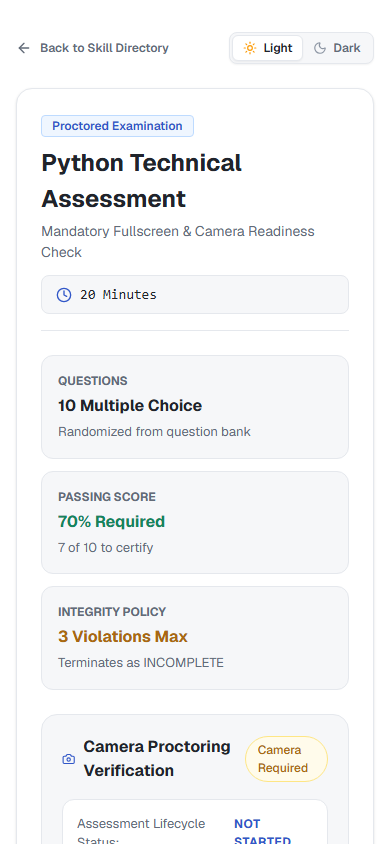 Back to Skill Directory
Light
Dark
Proctored Examination
Python Technical
Assessment
Mandatory Fullscreen & Camera Readiness
Check
20 Minutes
QUESTIONS
10 Multiple Choice
Randomized from question bank
PASSING SCORE
70% Required
7 of 10 to certify
INTEGRITY POLICY
3 Violations Max
Terminates as INCOMPLETE
Camera Proctoring
Verification
Camera
Required
Assessment Lifecycle
Status:
NOT
STARTED